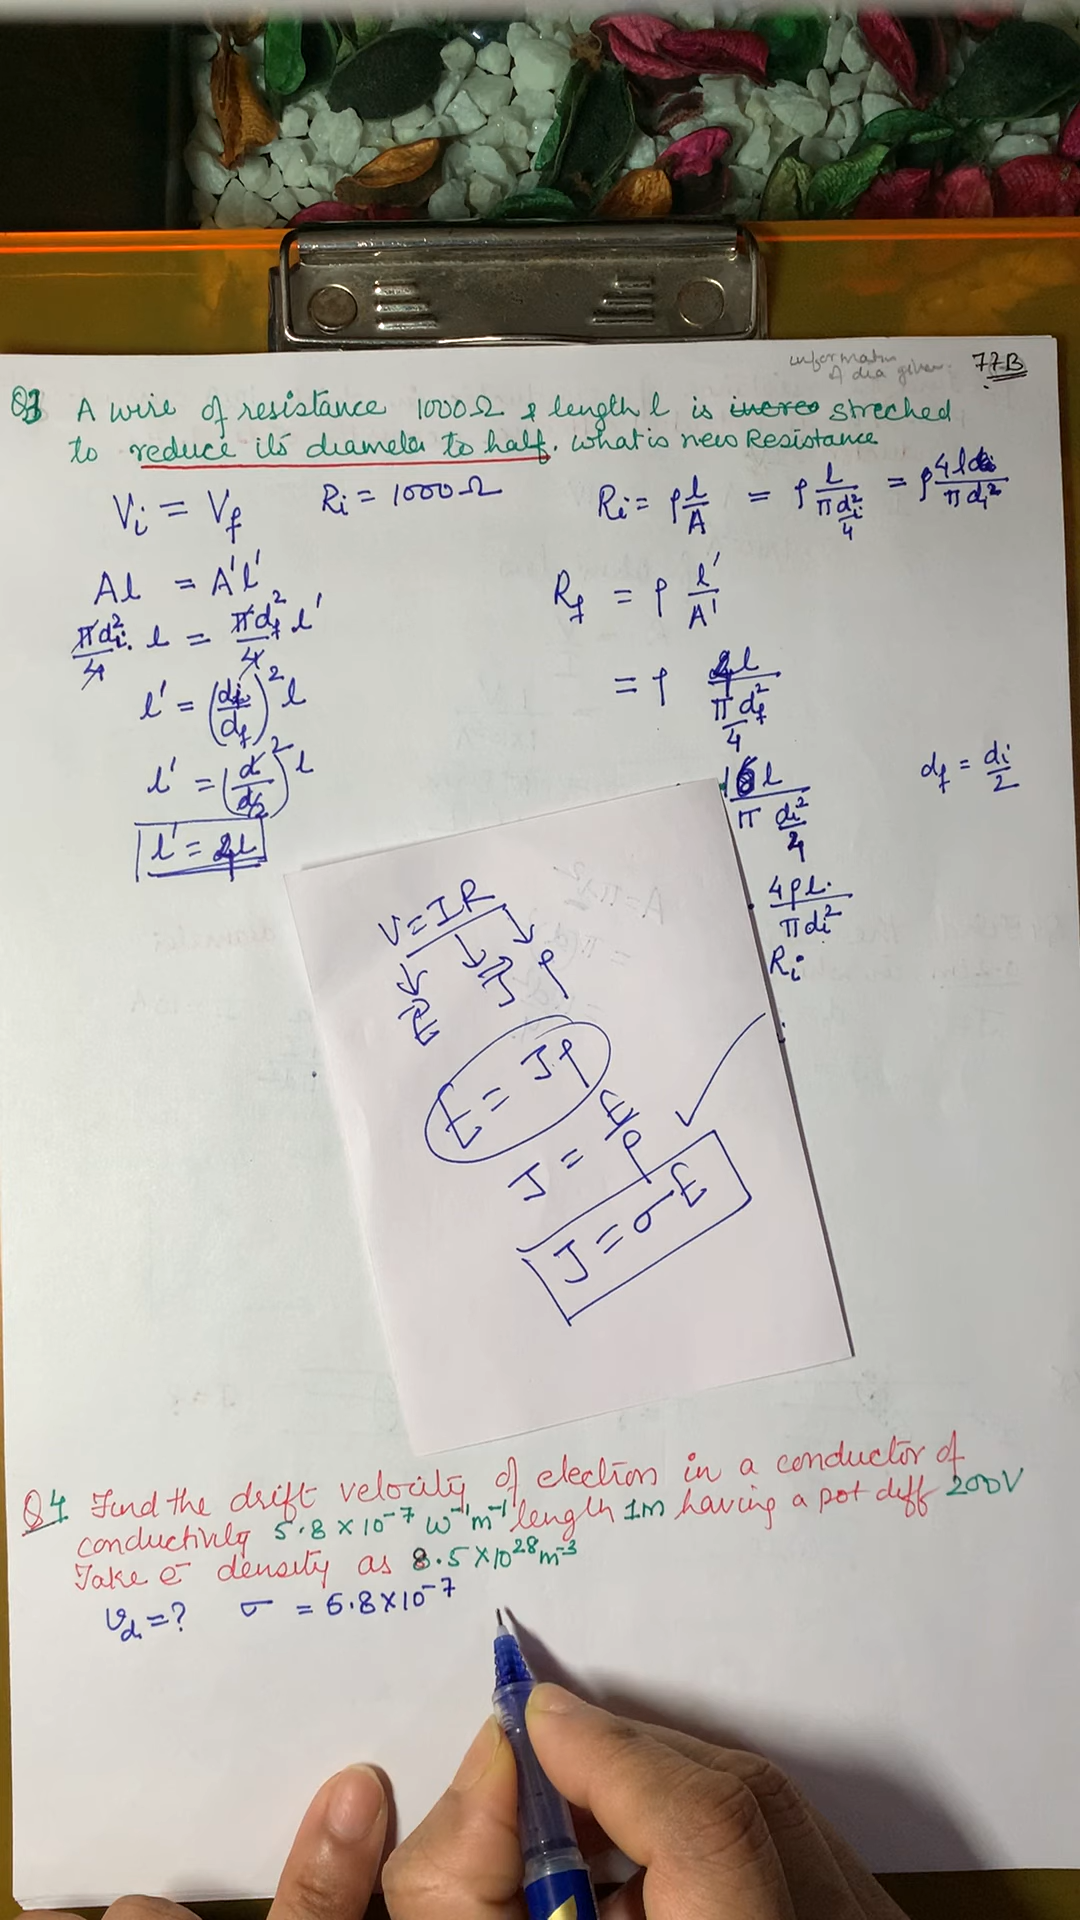 informatn
of dia given.
77B
Q3 A wire of resistance 1000Ω & length l is incres streched
to reduce its diameter to half. What is new Resistance
Vi = Vf
Ri = 1000Ω
Ri = ρ l/A = ρ l/(πdi²/4) = ρ 4l/πdi²
Al = A'l'
πdi²/4 . l = πdf²/4 l'
l' = (di/df)² l
l' = (d/d/2)² l
l' = 4l
Rf = ρ l'/A'
= ρ 4l/(πdf²/4)
df = di/2
16l/(π di²/4)
4ρl/πdi²
Ri
V = IR
E J ρ
E = Jρ
J = E/ρ
J = σE
Q4 Find the drift velocity of electron in a conductor of
conductivity 5.8 × 10⁻⁷ w⁻¹m⁻¹ length 1m having a pot diff 200V
Take e⁻ density as 8.5 × 10²⁸ m⁻³
vd = ? σ = 5.8×10⁻⁷